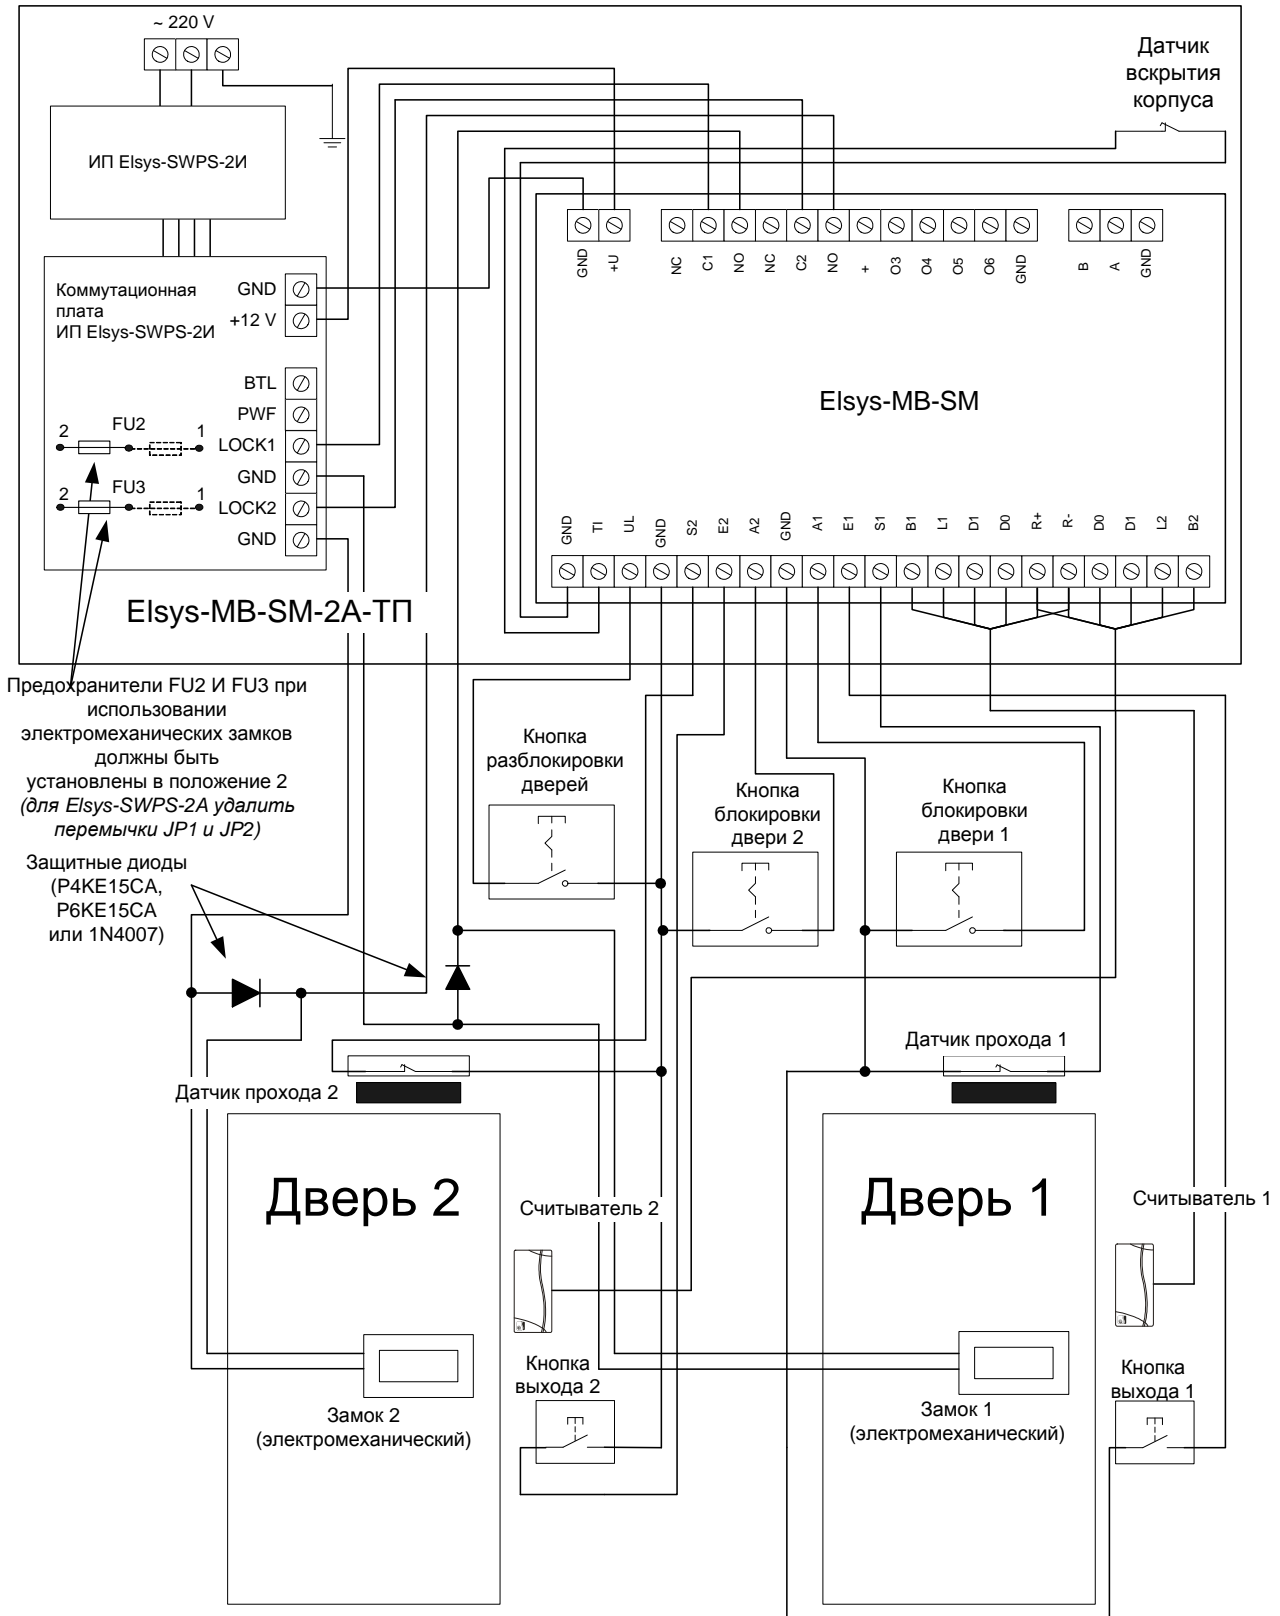 ~ 220 V
Датчик
вскрытия
корпуса
ИП Elsys-SWPS-2И
GND
+U
NC
C1
NO
NC
C2
NO
+
O3
O4
O5
O6
GND
B
A
GND
Коммутационная
плата
ИП Elsys-SWPS-2И
GND
+12 V
BTL
PWF
LOCK1
GND
LOCK2
GND
2
FU2
1
2
FU3
1
Elsys-MB-SM
GND
TI
UL
GND
S2
E2
A2
GND
A1
E1
S1
B1
L1
D1
D0
R+
R-
D0
D1
L2
B2
Elsys-MB-SM-2A-ТП
Предохранители FU2 И FU3 при
использовании
электромеханических замков
должны быть
установлены в положение 2
(для Elsys-SWPS-2A удалить
перемычки JP1 и JP2)
Кнопка
разблокировки
дверей
Кнопка
блокировки
двери 2
Кнопка
блокировки
двери 1
Защитные диоды
(P4KE15CA,
P6KE15CA
или 1N4007)
Датчик прохода 1
Датчик прохода 2
Дверь 2
Дверь 1
Считыватель 2
Считыватель 1
Кнопка
выхода 2
Кнопка
выхода 1
Замок 2
(электромеханический)
Замок 1
(электромеханический)